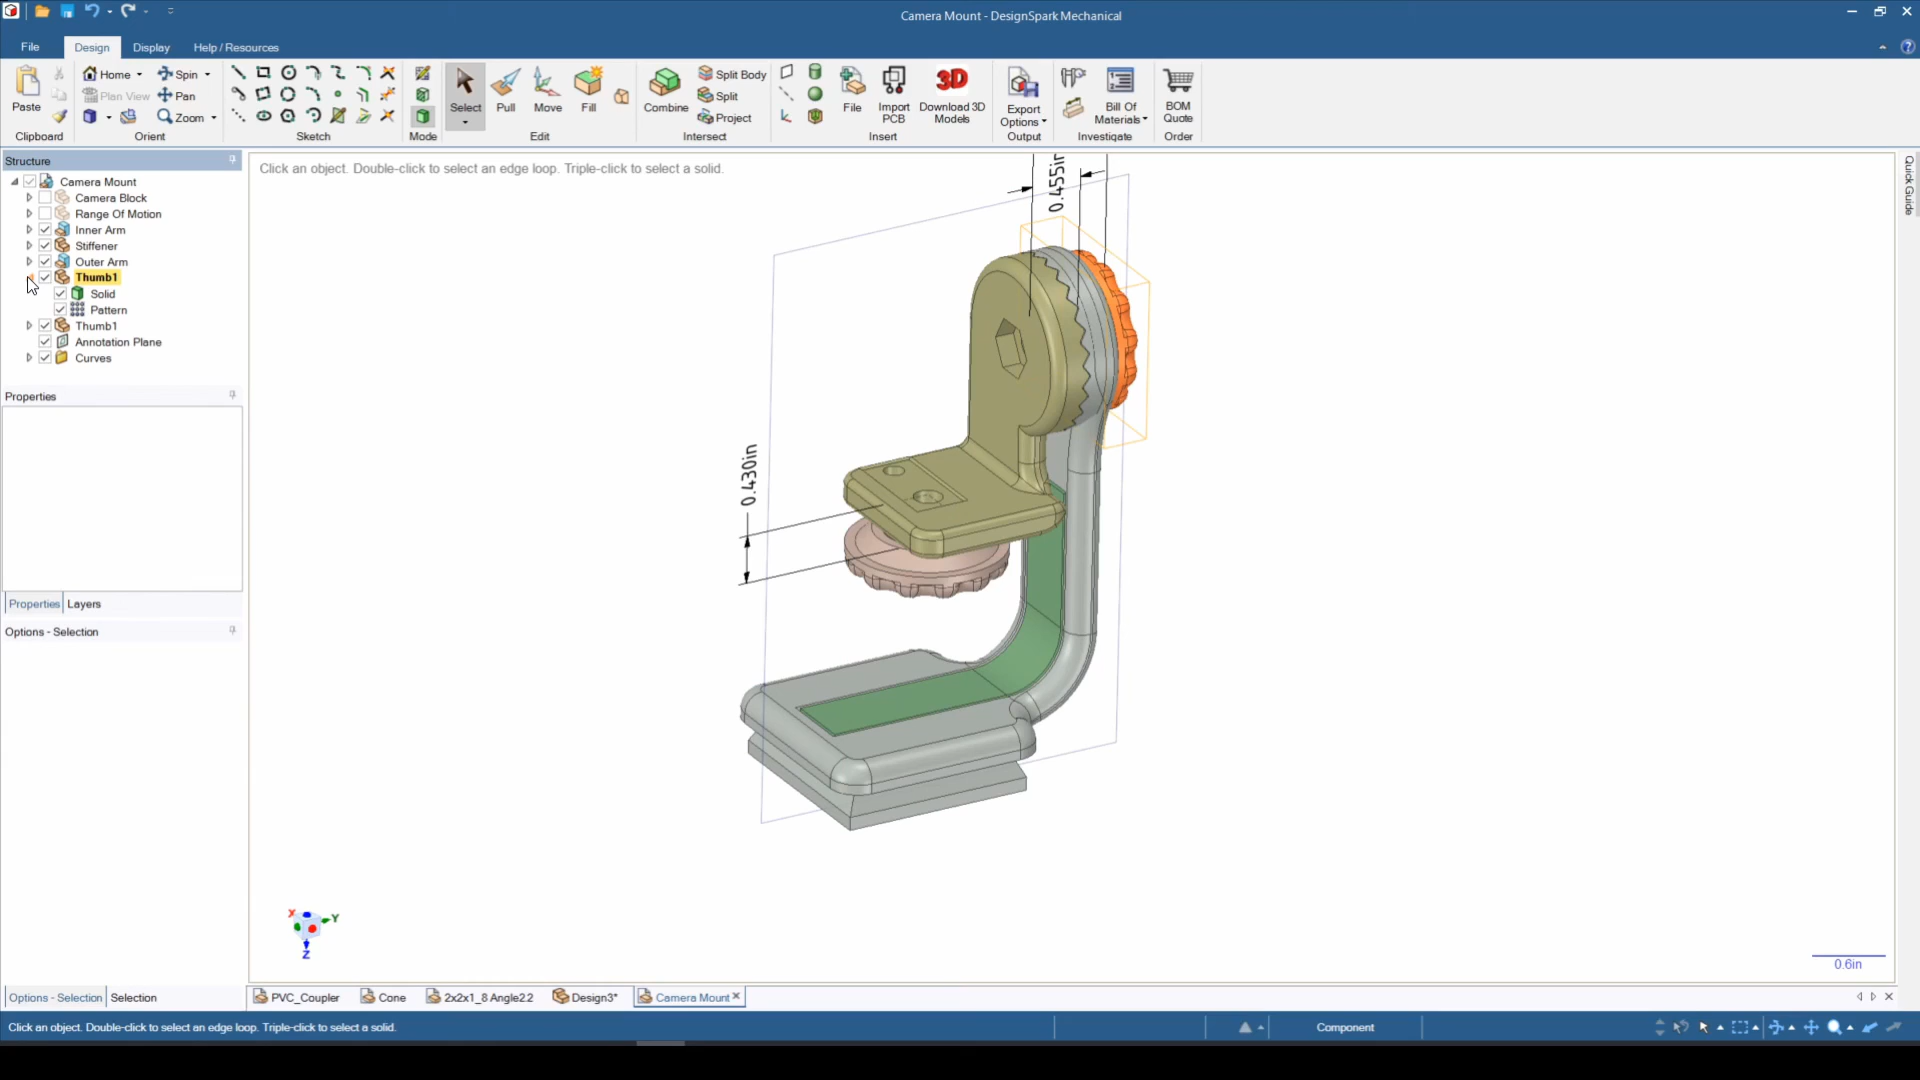 Camera Mount - DesignSpark Mechanical
File Design Display Help / Resources
Home Spin Split Body
Plan View Pan Split
Paste Zoom Select Pull Move Fill Combine Project
File Import PCB Download 3D Models Export Options Bill Of Materials BOM Quote
3D
Clipboard Orient Sketch Mode Edit Intersect Insert Output Investigate Order
Structure
Camera Mount
Camera Block
Range Of Motion
Inner Arm
Stiffener
Outer Arm
Thumb1
Solid
Pattern
Thumb1
Annotation Plane
Curves
Properties
Properties Layers
Options - Selection
Options - Selection Selection
Click an object. Double-click to select an edge loop. Triple-click to select a solid.
0.455in
0.430in
X
Y
Z
0.6in
Quick Guide
PVC_Coupler Cone 2x2x1_8 Angle2.2 Design3* Camera Mount
Click an object. Double-click to select an edge loop. Triple-click to select a solid.
Component